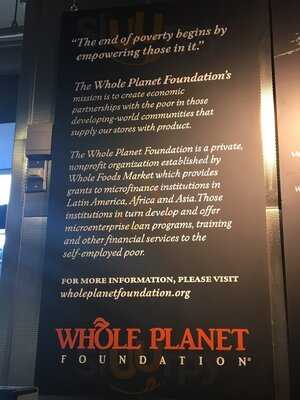 “The end of poverty begins by
empowering those in it.”
The Whole Planet Foundation’s
mission is to create economic
partnerships with the poor in those
developing-world communities that
supply our stores with product.
The Whole Planet Foundation is a private,
nonprofit organization established by
Whole Foods Market which provides
grants to microfinance institutions in
Latin America, Africa and Asia. Those
institutions in turn develop and offer
microenterprise loan programs, training
and other financial services to the
self-employed poor.
FOR MORE INFORMATION, PLEASE VISIT
wholeplanetfoundation.org
WHOLE PLANET
FOUNDATION®